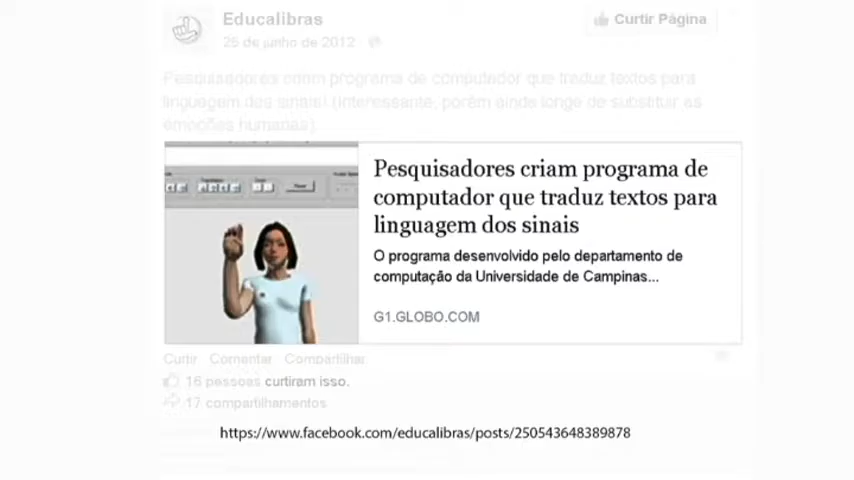 Educalibras
Curtir Página
25 de junho de 2012
Pesquisadores criam programa de computador que traduz textos para
linguagem dos sinais! (Interessante, porém ainda longe de substituir as
emoções humanas)
Pesquisadores criam programa de
computador que traduz textos para
linguagem dos sinais
O programa desenvolvido pelo departamento de
computação da Universidade de Campinas...
G1.GLOBO.COM
Curtir Comentar Compartilhar
16 pessoas curtiram isso.
17 compartilhamentos
https://www.facebook.com/educalibras/posts/250543648389878